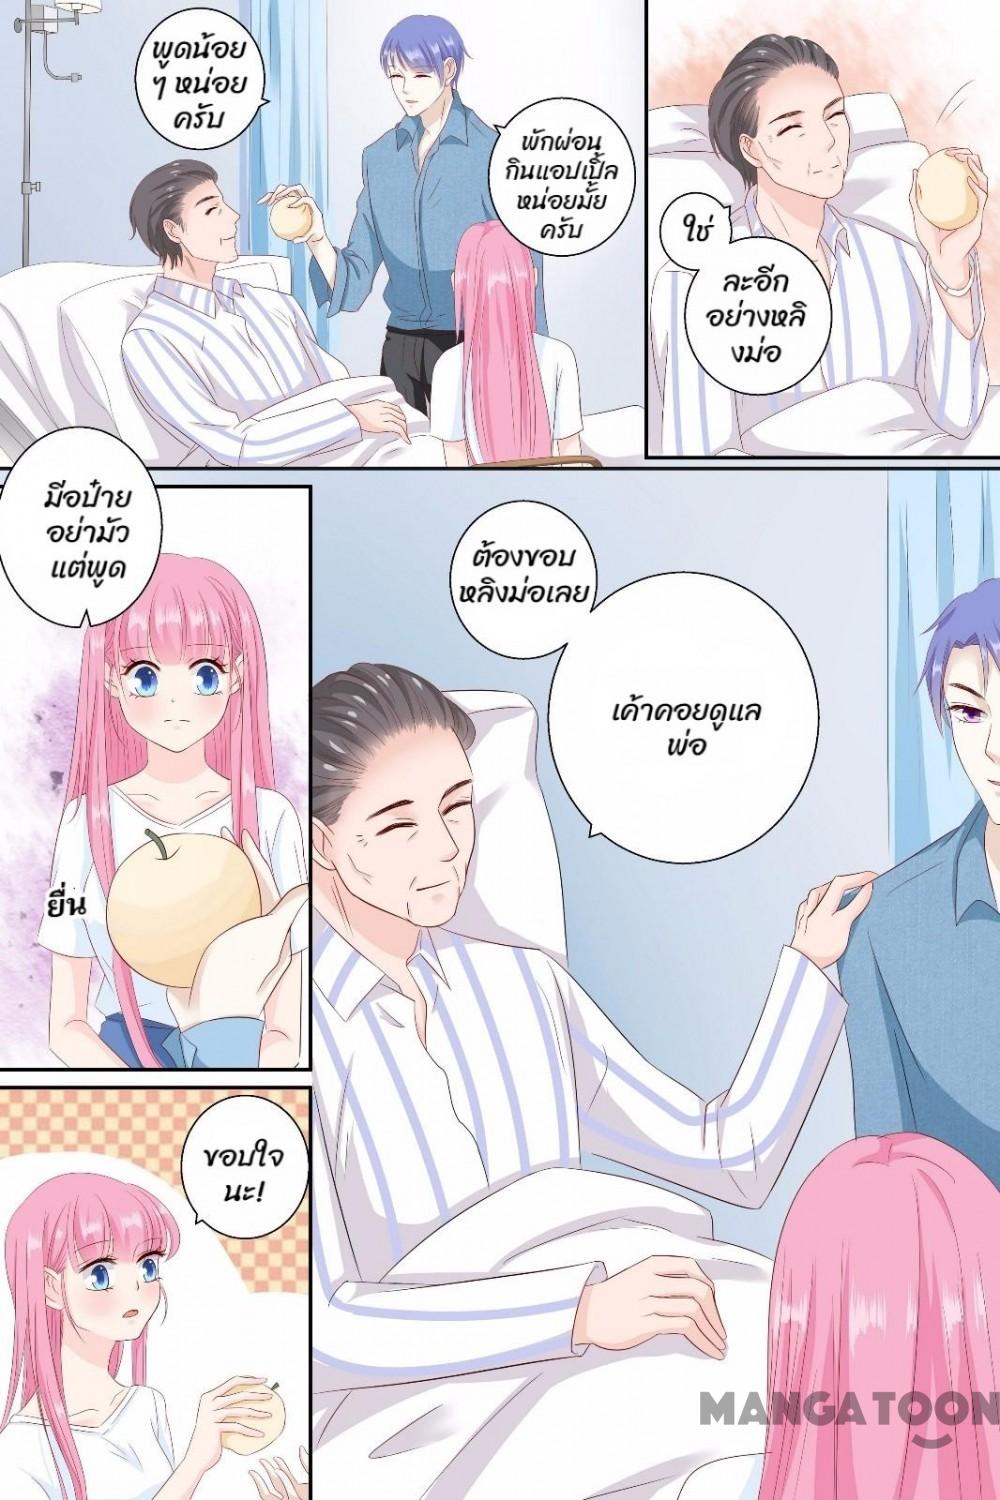 พูดน้อย
ๆ หน่อย
ครับ
พักผ่อน
กินแอปเปิ้ล
หน่อยมั้ย
ครับ
ใช่
ละอีก
อย่างหลิ
งม่อ
มีอป๋าย
อย่ามัว
แต่พูด
ยื่น
ต้องขอบ
หลิงม่อเลย
เค้าคอยดูแล
พ่อ
ขอบใจ
นะ!
MANGATOON